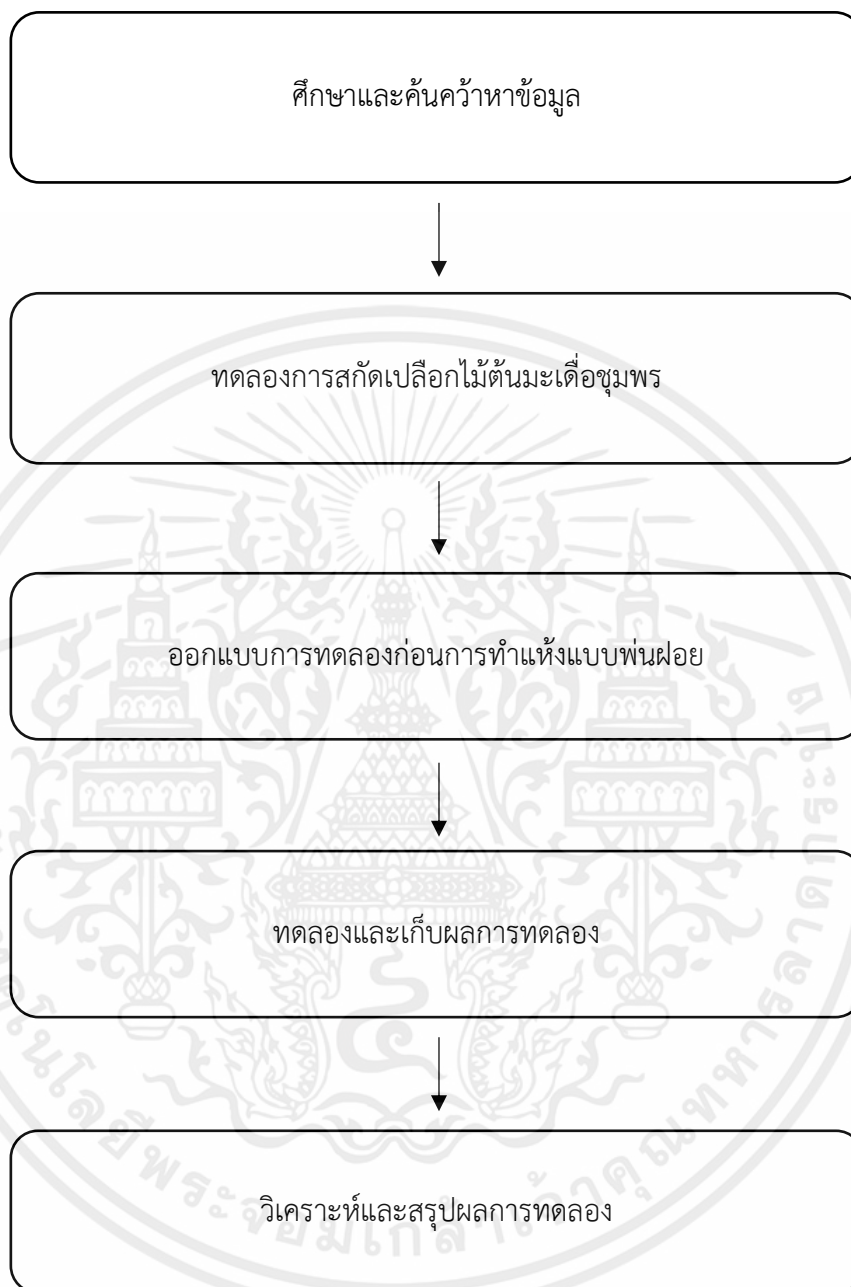 ศึกษาและค้นคว้าหาข้อมูล
ทดลองการสกัดเปลือกไม้ต้นมะเดื่อชุมพร
ออกแบบการทดลองก่อนการทำแห้งแบบพ่นฝอย
ทดลองและเก็บผลการทดลอง
วิเคราะห์และสรุปผลการทดลอง